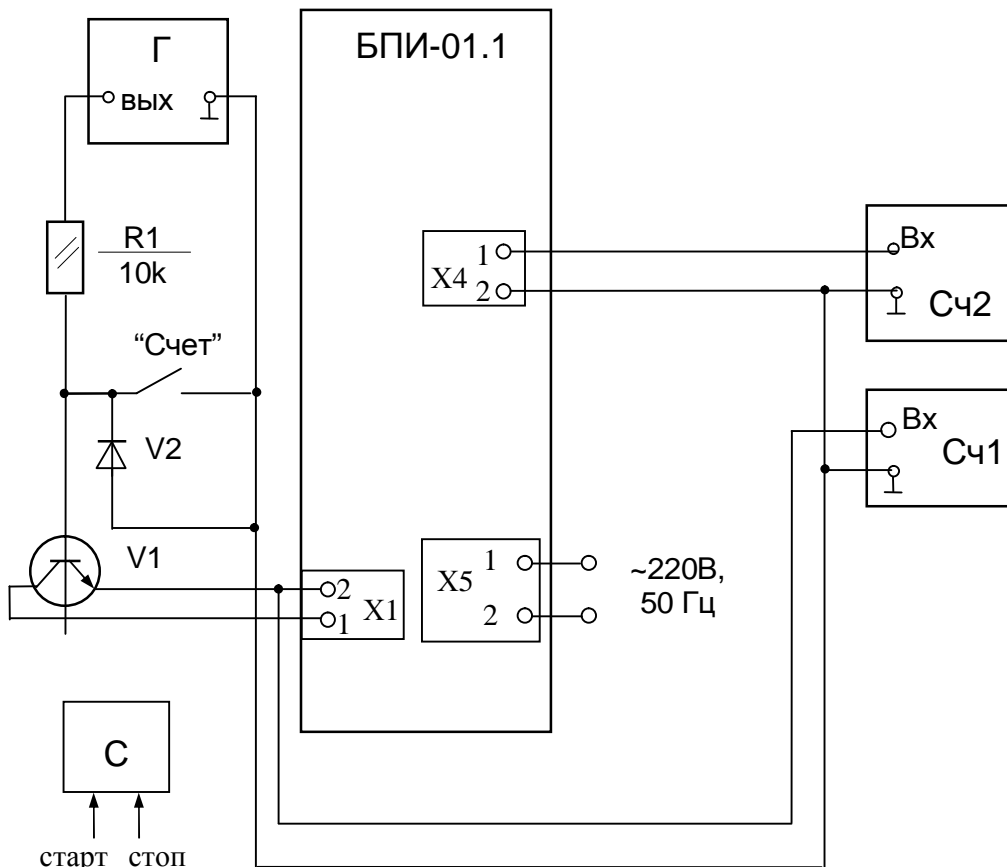 Г
вых
БПИ-01.1
R1
10k
X4
1
2
Вх
Сч2
“Счет”
V2
Вх
Сч1
V1
2
1
X1
X5
1
2
~220В,
50 Гц
С
старт стоп